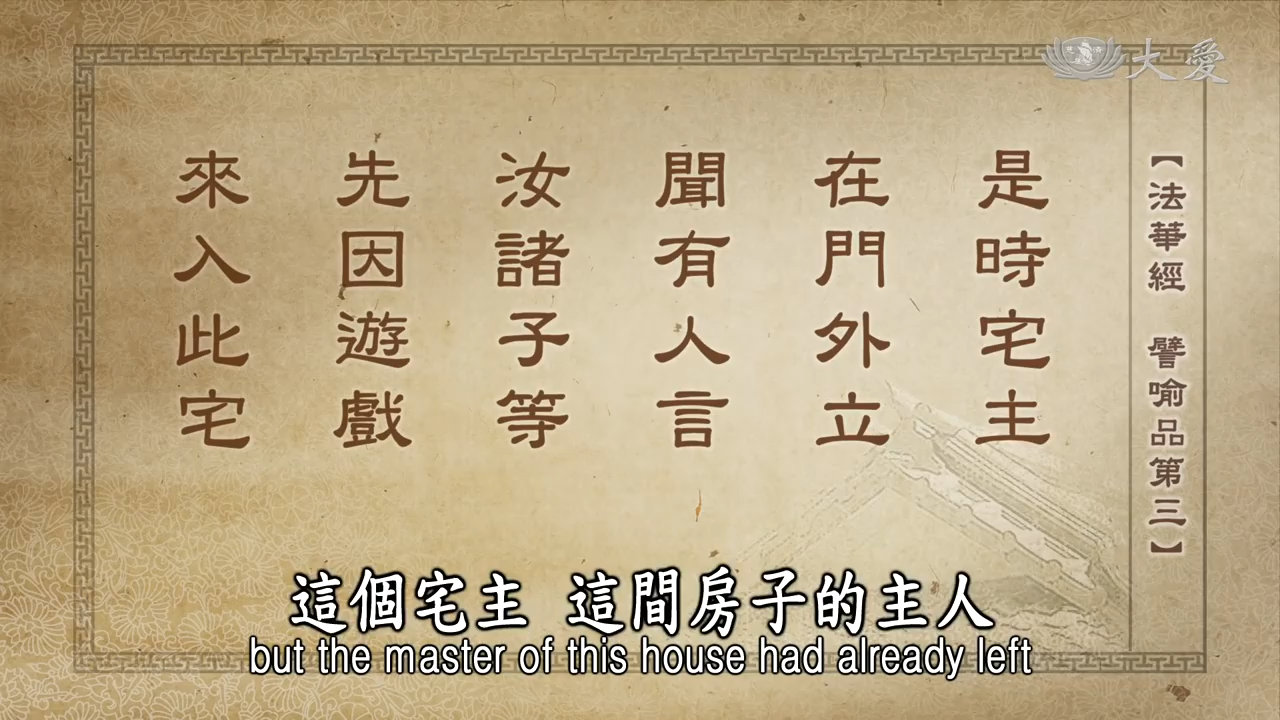 大愛
【法華經 譬喻品第三】
是時宅主
在門外立
聞有人言
汝諸子等
先因遊戲
來入此宅
這個宅主 這間房子的主人
but the master of this house had already left